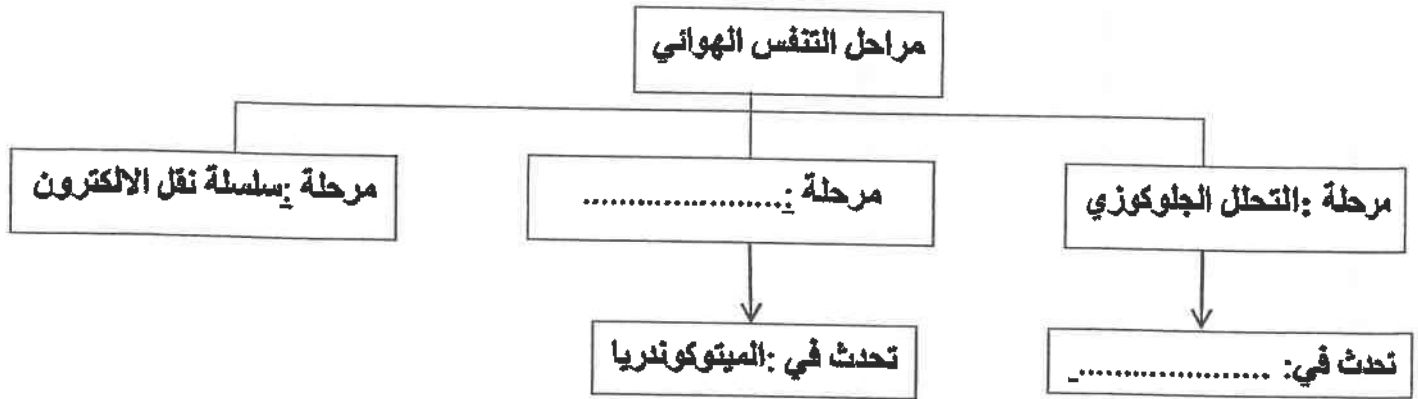 مراحل التنفس الهوائي
مرحلة :التحلل الجلوكوزي
مرحلة :......................
مرحلة :سلسلة نقل الالكترون
تحدث في: ......................
تحدث في :الميتوكوندريا